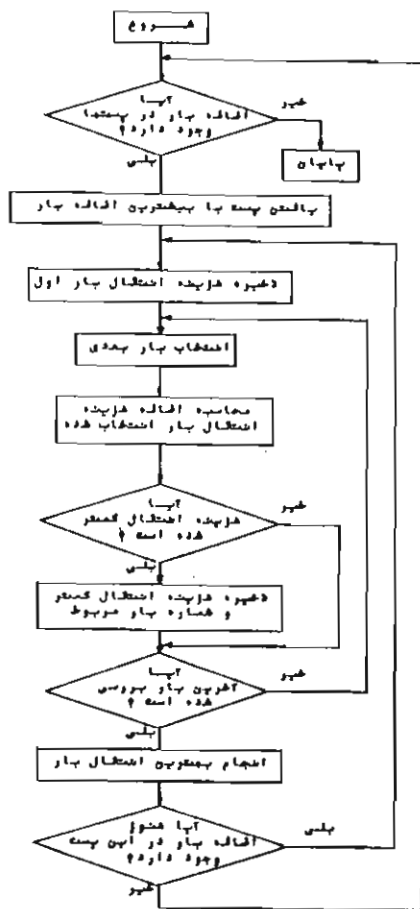 شروع
آیا
اضافه بار در پستها
وجود دارد؟
خیر
بلی
پایان
یافتن پست با بیشترین اضافه بار
ذخیره هزینه انتقال بار اول
انتخاب بار بعدی
محاسبه اضافه هزینه
انتقال بار انتخاب شده
آیا
هزینه انتقال کمتر
شده است ؟
خیر
بلی
ذخیره هزینه انتقال کمتر
و شماره بار مربوط
آیا
آخرین بار بررسی
شده است ؟
خیر
بلی
انجام بهترین انتقال بار
آیا هنوز
اضافه بار در این پست
وجود دارد؟
بلی
خیر